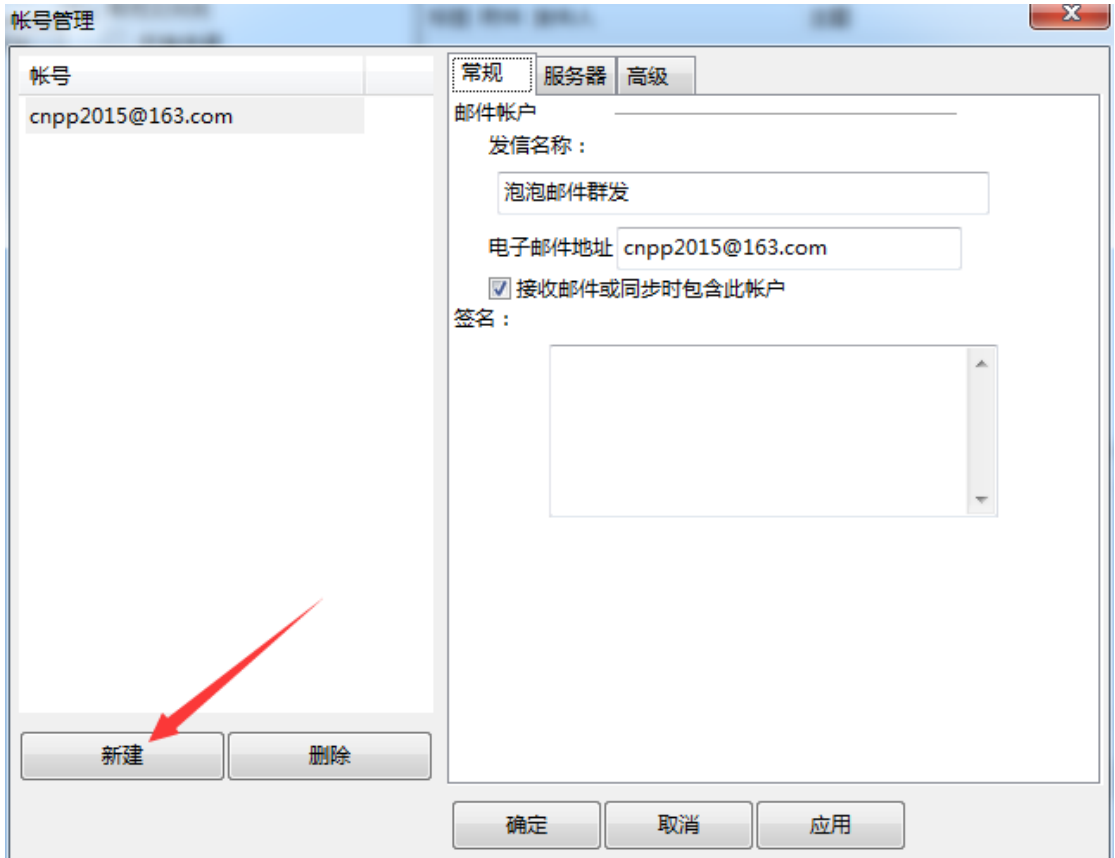 帐号管理
帐号
cnpp2015@163.com
常规 服务器 高级
邮件帐户
发信名称：
泡泡邮件群发
电子邮件地址 cnpp2015@163.com
接收邮件或同步时包含此帐户
签名：
新建 删除
确定 取消 应用